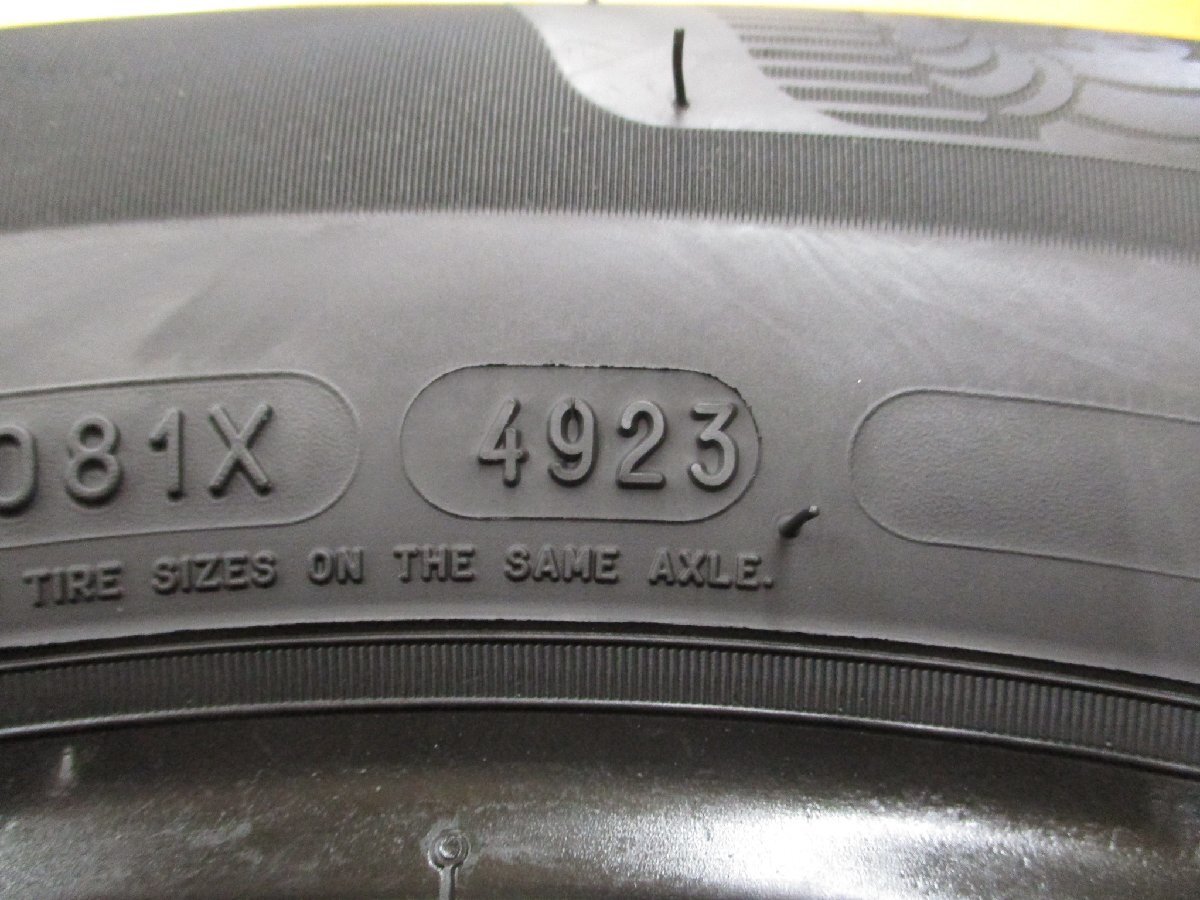 081X 4923
TIRE SIZES ON THE SAME AXLE.